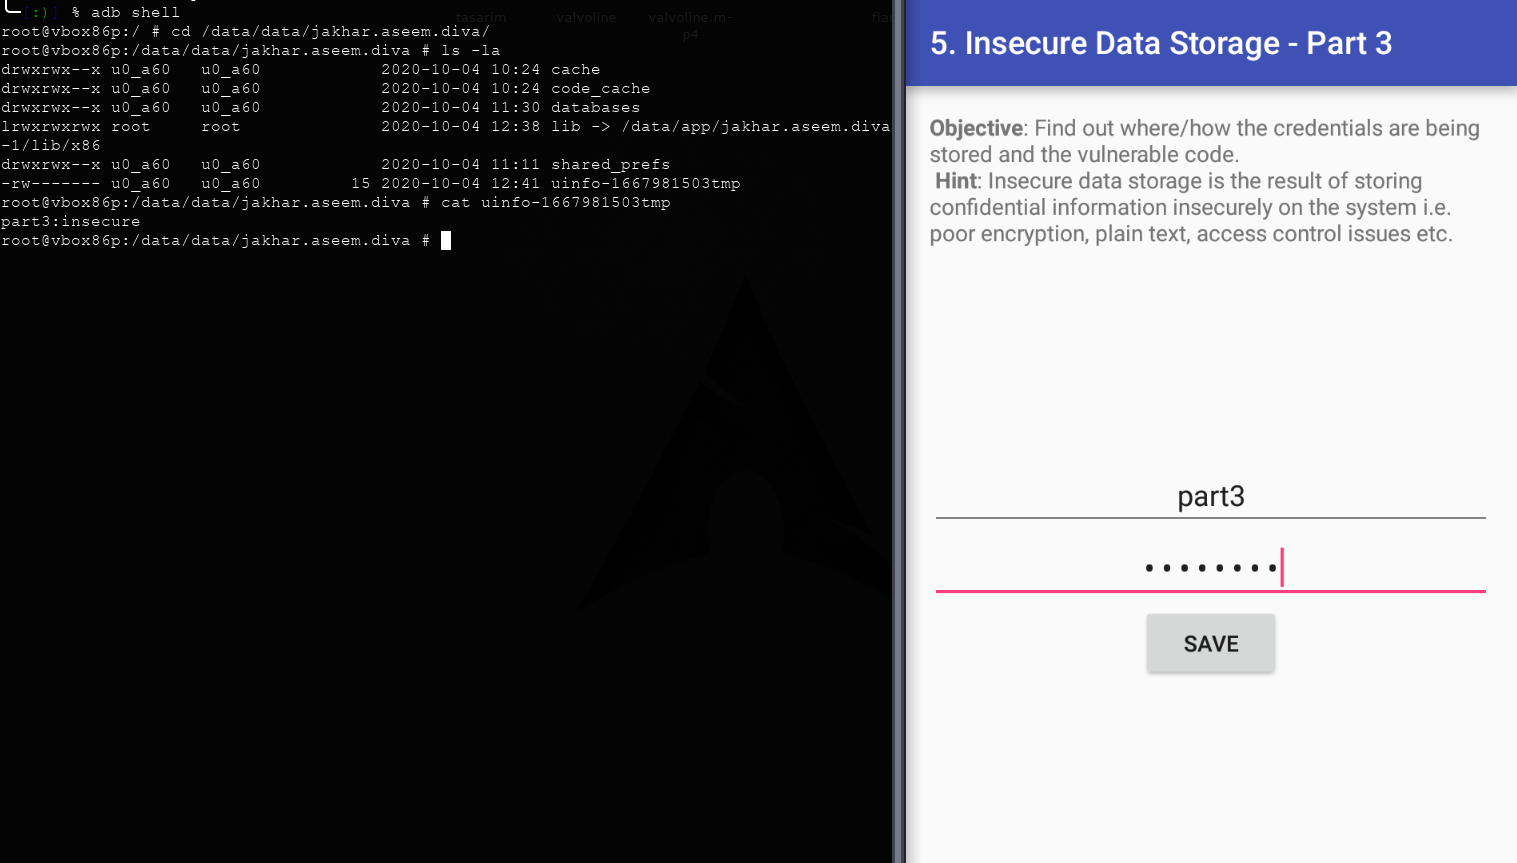 [:)] % adb shell
tasarim valvoline valvoline.m-
p4
root@vbox86p:/ # cd /data/data/jakhar.aseem.diva/
root@vbox86p:/data/data/jakhar.aseem.diva # ls -la
drwxrwx--x u0_a60   u0_a60            2020-10-04 10:24 cache
drwxrwx--x u0_a60   u0_a60            2020-10-04 10:24 code_cache
drwxrwx--x u0_a60   u0_a60            2020-10-04 11:30 databases
lrwxrwxrwx root     root              2020-10-04 12:38 lib -> /data/app/jakhar.aseem.diva
-1/lib/x86
drwxrwx--x u0_a60   u0_a60            2020-10-04 11:11 shared_prefs
-rw------- u0_a60   u0_a60         15 2020-10-04 12:41 uinfo-1667981503tmp
root@vbox86p:/data/data/jakhar.aseem.diva # cat uinfo-1667981503tmp
part3:insecure
root@vbox86p:/data/data/jakhar.aseem.diva #
5. Insecure Data Storage - Part 3
Objective: Find out where/how the credentials are being
stored and the vulnerable code.
Hint: Insecure data storage is the result of storing
confidential information insecurely on the system i.e.
poor encryption, plain text, access control issues etc.
part3
••••••••
SAVE